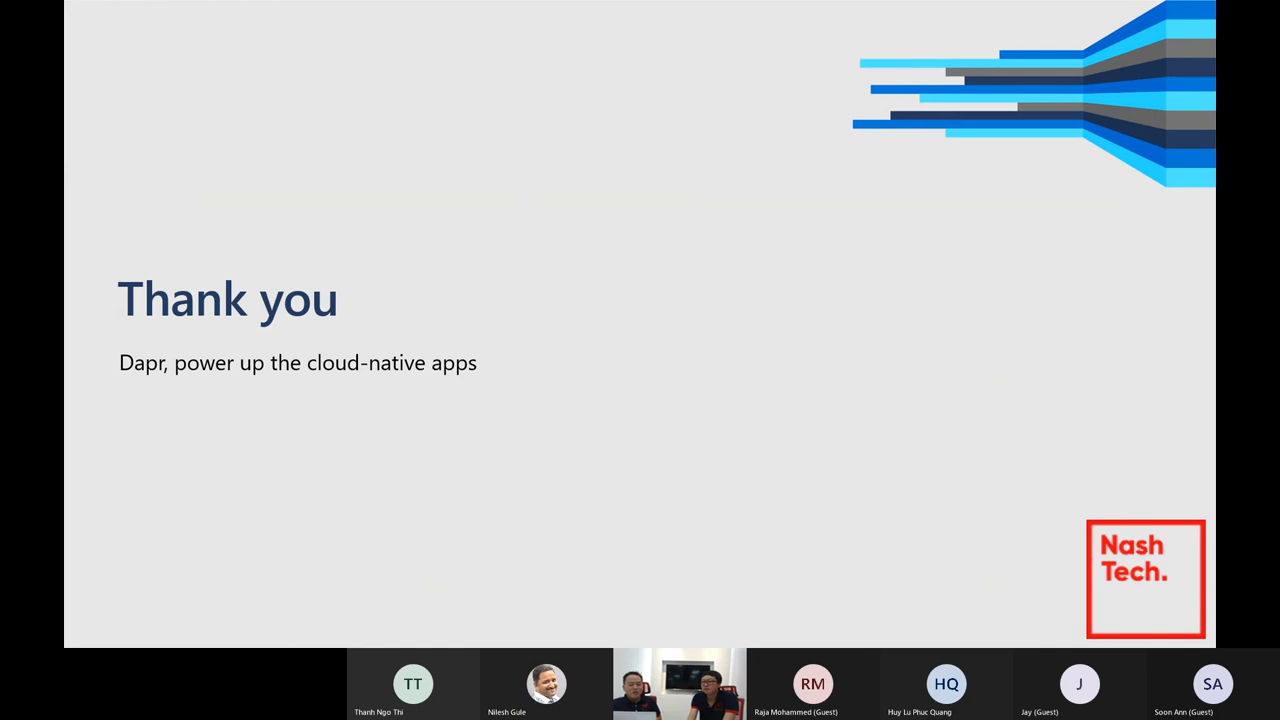 Thank you
Dapr, power up the cloud-native apps
Nash
Tech.
TT
RM
HQ
J
SA
Thanh Ngo Thi
Nilesh Gule
Raja Mohammed (Guest)
Huy Lu Phuc Quang
Jay (Guest)
Soon Ann (Guest)